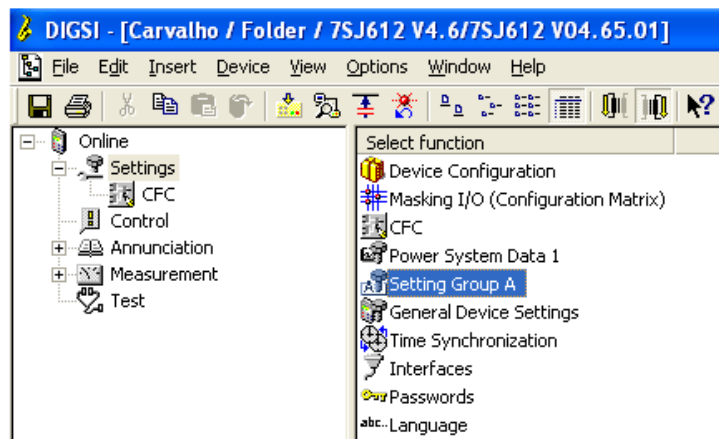 DIGSI - [Carvalho / Folder / 7SJ612 V4.6/7SJ612 V04.65.01]
File Edit Insert Device View Options Window Help
Online
Settings
CFC
Control
Annunciation
Measurement
Test
Select function
Device Configuration
Masking I/O (Configuration Matrix)
CFC
Power System Data 1
Setting Group A
General Device Settings
Time Synchronization
Interfaces
Passwords
abc.. Language